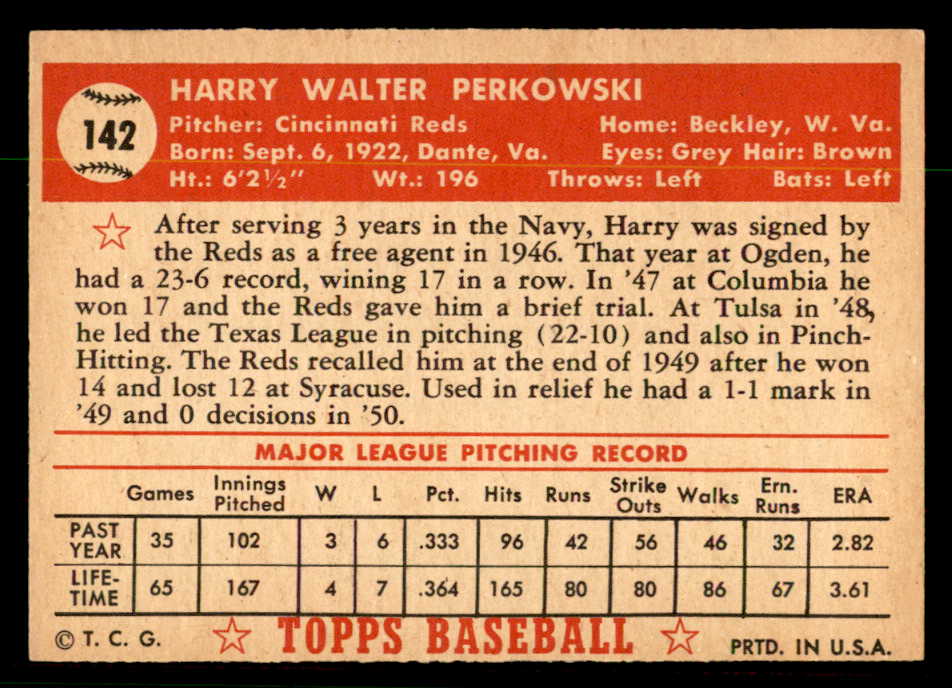 142
HARRY WALTER PERKOWSKI
Pitcher: Cincinnati Reds Home: Beckley, W. Va.
Born: Sept. 6, 1922, Dante, Va. Eyes: Grey Hair: Brown
Ht.: 6'2½" Wt.: 196 Throws: Left Bats: Left
After serving 3 years in the Navy, Harry was signed by
the Reds as a free agent in 1946. That year at Ogden, he
had a 23-6 record, wining 17 in a row. In '47 at Columbia he
won 17 and the Reds gave him a brief trial. At Tulsa in '48,
he led the Texas League in pitching (22-10) and also in Pinch-
Hitting. The Reds recalled him at the end of 1949 after he won
14 and lost 12 at Syracuse. Used in relief he had a 1-1 mark in
'49 and 0 decisions in '50.
MAJOR LEAGUE PITCHING RECORD
Games Innings Pitched W L Pct. Hits Runs Strike Outs Walks Ern. Runs ERA
PAST YEAR 35 102 3 6 .333 96 42 56 46 32 2.82
LIFE-TIME 65 167 4 7 .364 165 80 80 86 67 3.61
© T. C. G. TOPPS BASEBALL PRTD. IN U.S.A.